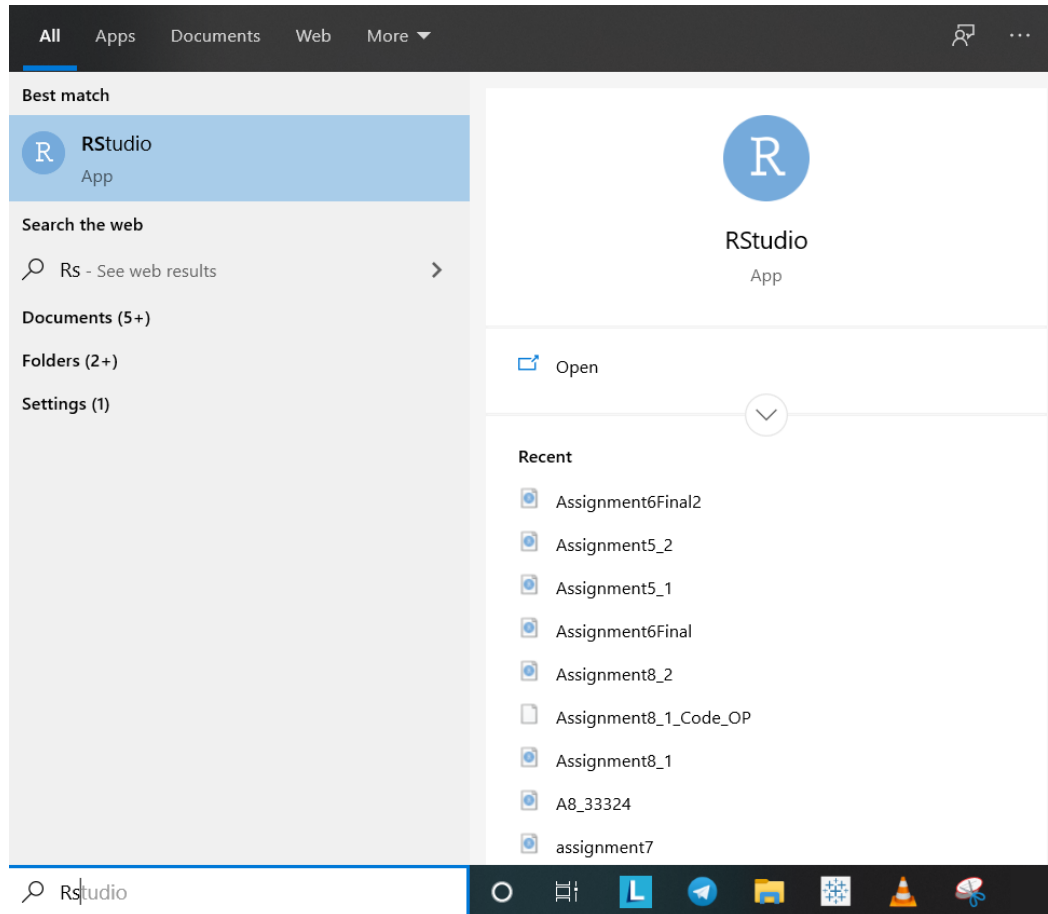 All Apps Documents Web More
Best match
R
RStudio
App
Search the web
Rs - See web results
Documents (5+)
Folders (2+)
Settings (1)
R
RStudio
App
Open
Recent
Assignment6Final2
Assignment5_2
Assignment5_1
Assignment6Final
Assignment8_2
Assignment8_1_Code_OP
Assignment8_1
A8_33324
assignment7
Rstudio
L